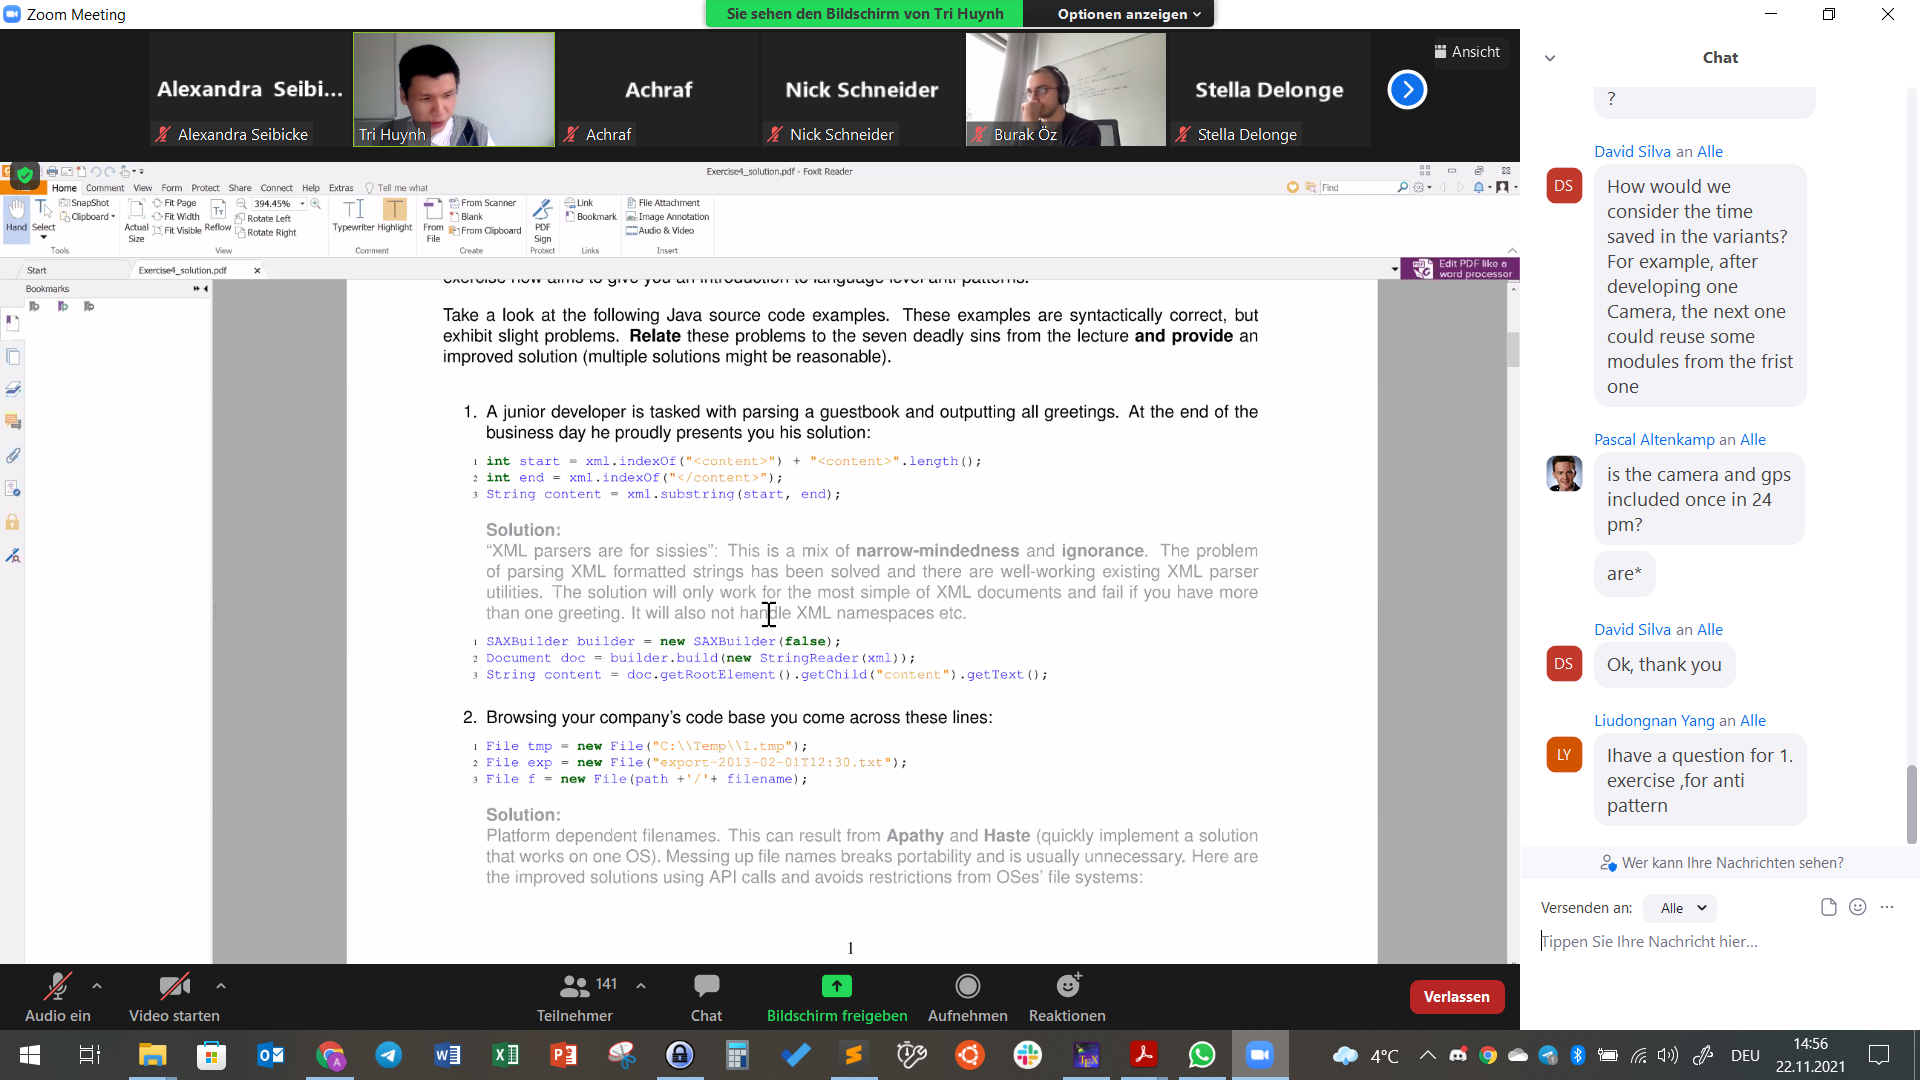 Zoom Meeting
Sie sehen den Bildschirm von Tri Huynh
Optionen anzeigen
Alexandra Seibi...
Alexandra Seibicke
Tri Huynh
Achraf
Achraf
Nick Schneider
Nick Schneider
Burak Öz
Stella Delonge
Stella Delonge
Ansicht
Exercise4_solution.pdf - Foxit Reader
Home Comment View Form Protect Share Connect Help Extras Tell me what
Find
Hand
Select
SnapShot
Clipboard
Tools
Actual Size
Fit Page
Fit Width
Fit Visible
Reflow
394.45%
Rotate Left
Rotate Right
View
Typewriter
Highlight
Comment
From File
From Scanner
Blank
From Clipboard
Create
PDF Sign
Protect
Link
Bookmark
Links
File Attachment
Image Annotation
Audio & Video
Insert
Start
Exercise4_solution.pdf
Edit PDF like a
word processor
Bookmarks
exercise now aims to give you an introduction to language level anti patterns.
Take a look at the following Java source code examples. These examples are syntactically correct, but
exhibit slight problems. Relate these problems to the seven deadly sins from the lecture and provide an
improved solution (multiple solutions might be reasonable).
1. A junior developer is tasked with parsing a guestbook and outputting all greetings. At the end of the
business day he proudly presents you his solution:
1 int start = xml.indexOf("<content>") + "<content>".length();
2 int end = xml.indexOf("</content>");
3 String content = xml.substring(start, end);
Solution:
“XML parsers are for sissies”: This is a mix of narrow-mindedness and ignorance. The problem
of parsing XML formatted strings has been solved and there are well-working existing XML parser
utilities. The solution will only work for the most simple of XML documents and fail if you have more
than one greeting. It will also not handle XML namespaces etc.
1 SAXBuilder builder = new SAXBuilder(false);
2 Document doc = builder.build(new StringReader(xml));
3 String content = doc.getRootElement().getChild("content").getText();
2. Browsing your company's code base you come across these lines:
1 File tmp = new File("C:\\Temp\\1.tmp");
2 File exp = new File("export-2013-02-01T12:30.txt");
3 File f = new File(path +'/'+ filename);
Solution:
Platform dependent filenames. This can result from Apathy and Haste (quickly implement a solution
that works on one OS). Messing up file names breaks portability and is usually unnecessary. Here are
the improved solutions using API calls and avoids restrictions from OSes' file systems:
1
Chat
?
David Silva an Alle
DS
How would we
consider the time
saved in the variants?
For example, after
developing one
Camera, the next one
could reuse some
modules from the frist
one
Pascal Altenkamp an Alle
is the camera and gps
included once in 24
pm?
are*
David Silva an Alle
DS
Ok, thank you
Liudongnan Yang an Alle
LY
Ihave a question for 1.
exercise ,for anti
pattern
Wer kann Ihre Nachrichten sehen?
Versenden an:
Alle
Tippen Sie Ihre Nachricht hier...
Audio ein
Video starten
141
Teilnehmer
Chat
Bildschirm freigeben
Aufnehmen
Reaktionen
Verlassen
4°C
DEU
14:56
22.11.2021